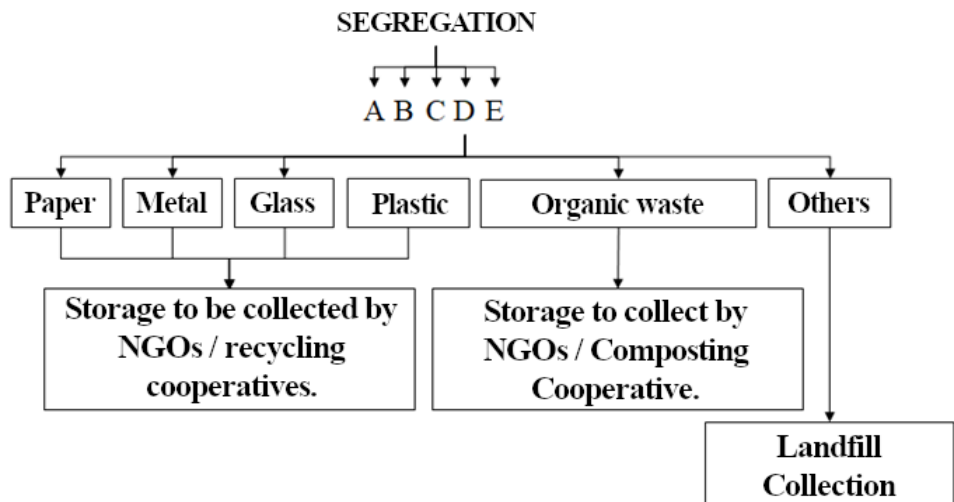 SEGREGATION
A B C D E
Paper
Metal
Glass
Plastic
Organic waste
Others
Storage to be collected by
NGOs / recycling
cooperatives.
Storage to collect by
NGOs / Composting
Cooperative.
Landfill
Collection